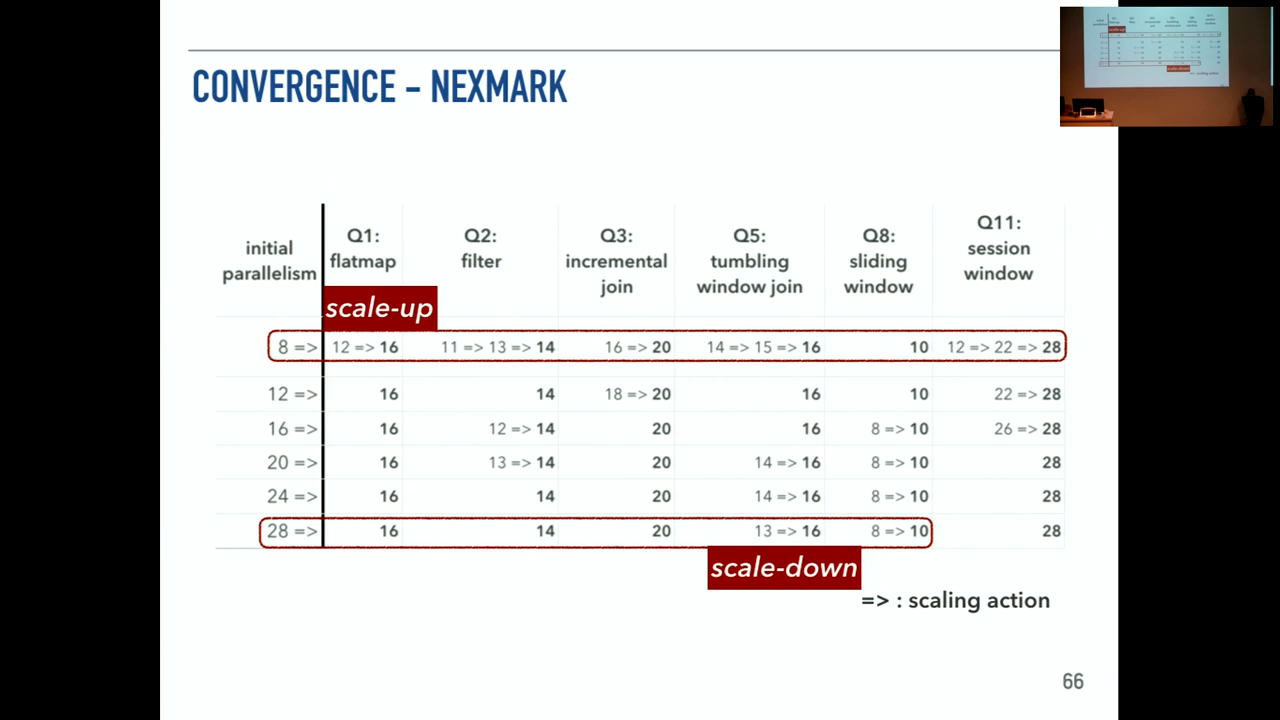 CONVERGENCE – NEXMARK
initial parallelism Q1: flatmap Q2: filter Q3: incremental join Q5: tumbling window join Q8: sliding window Q11: session window
scale-up
8 => 12 => 16 11 => 13 => 14 16 => 20 14 => 15 => 16 10 12 => 22 => 28
12 => 16 14 18 => 20 16 10 22 => 28
16 => 16 12 => 14 20 16 8 => 10 26 => 28
20 => 16 13 => 14 20 14 => 16 8 => 10 28
24 => 16 14 20 14 => 16 8 => 10 28
28 => 16 14 20 13 => 16 8 => 10 28
scale-down
=> : scaling action
66